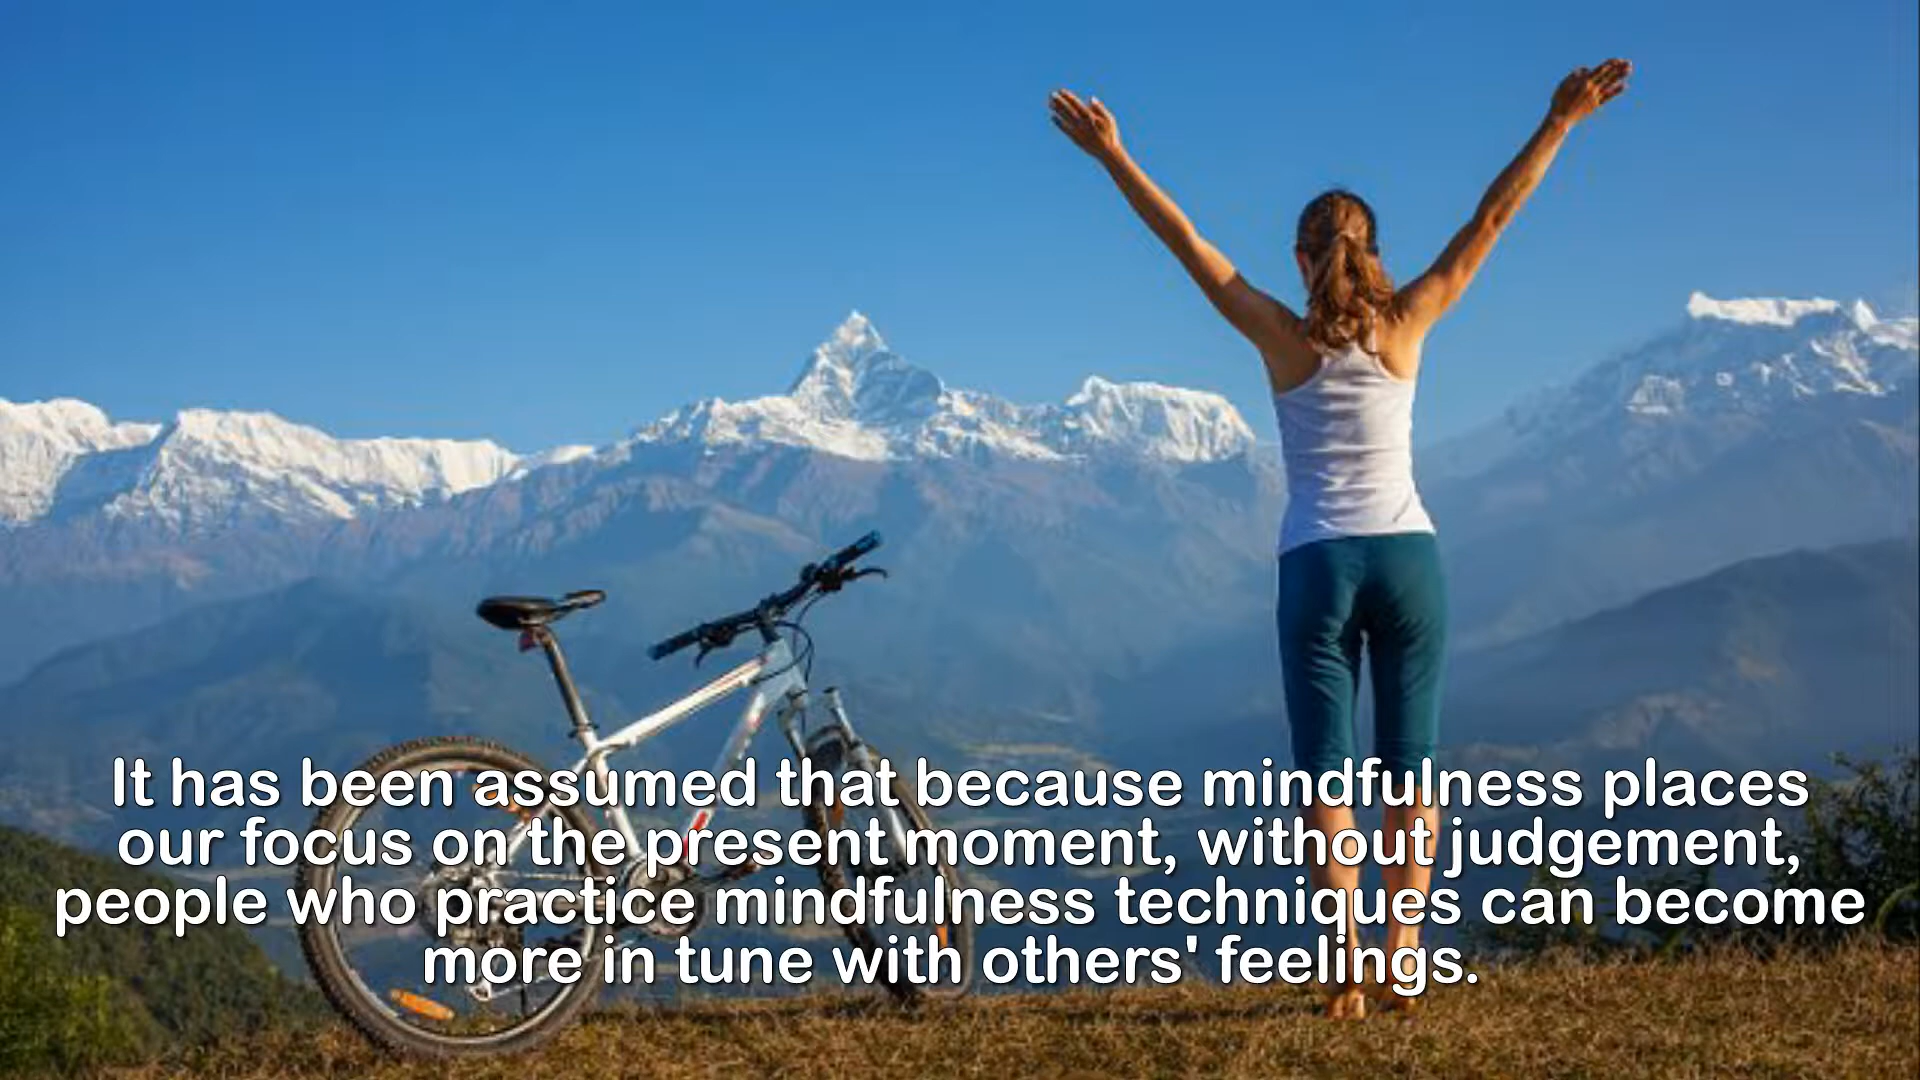 It has been assumed that because mindfulness places
our focus on the present moment, without judgement,
people who practice mindfulness techniques can become
more in tune with others' feelings.